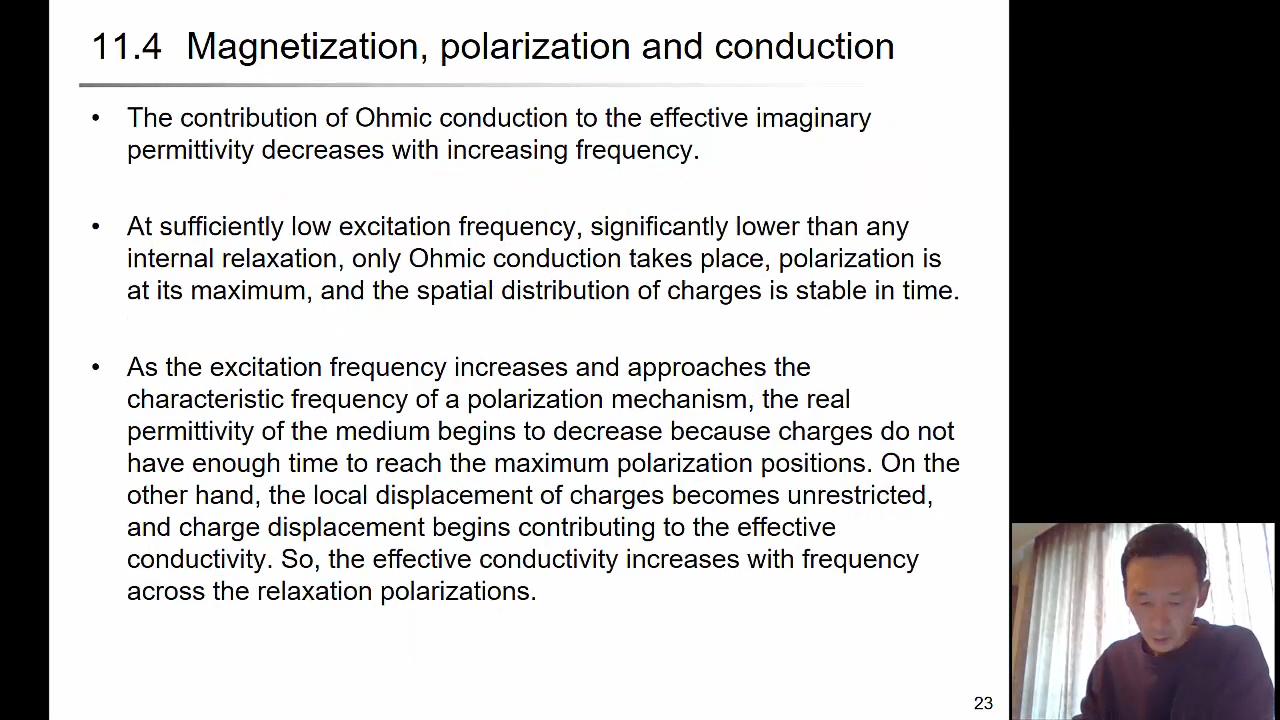 11.4 Magnetization, polarization and conduction
• The contribution of Ohmic conduction to the effective imaginary
permittivity decreases with increasing frequency.
• At sufficiently low excitation frequency, significantly lower than any
internal relaxation, only Ohmic conduction takes place, polarization is
at its maximum, and the spatial distribution of charges is stable in time.
• As the excitation frequency increases and approaches the
characteristic frequency of a polarization mechanism, the real
permittivity of the medium begins to decrease because charges do not
have enough time to reach the maximum polarization positions. On the
other hand, the local displacement of charges becomes unrestricted,
and charge displacement begins contributing to the effective
conductivity. So, the effective conductivity increases with frequency
across the relaxation polarizations.
23